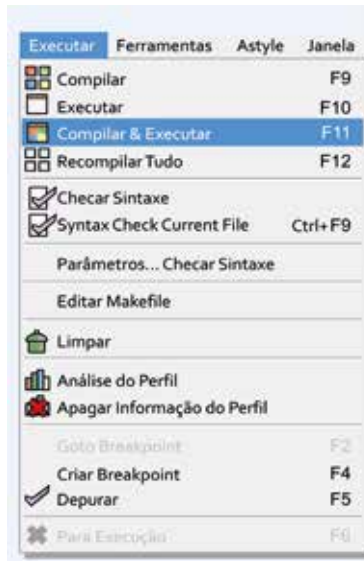 Executar Ferramentas Astyle Janela
Compilar F9
Executar F10
Compilar & Executar F11
Recompilar Tudo F12
Checar Sintaxe
Syntax Check Current File Ctrl+F9
Parâmetros... Checar Sintaxe
Editar Makefile
Limpar
Análise do Perfil
Apagar Informação do Perfil
Goto Breakpoint F2
Criar Breakpoint F4
Depurar F5
Para Execução F6